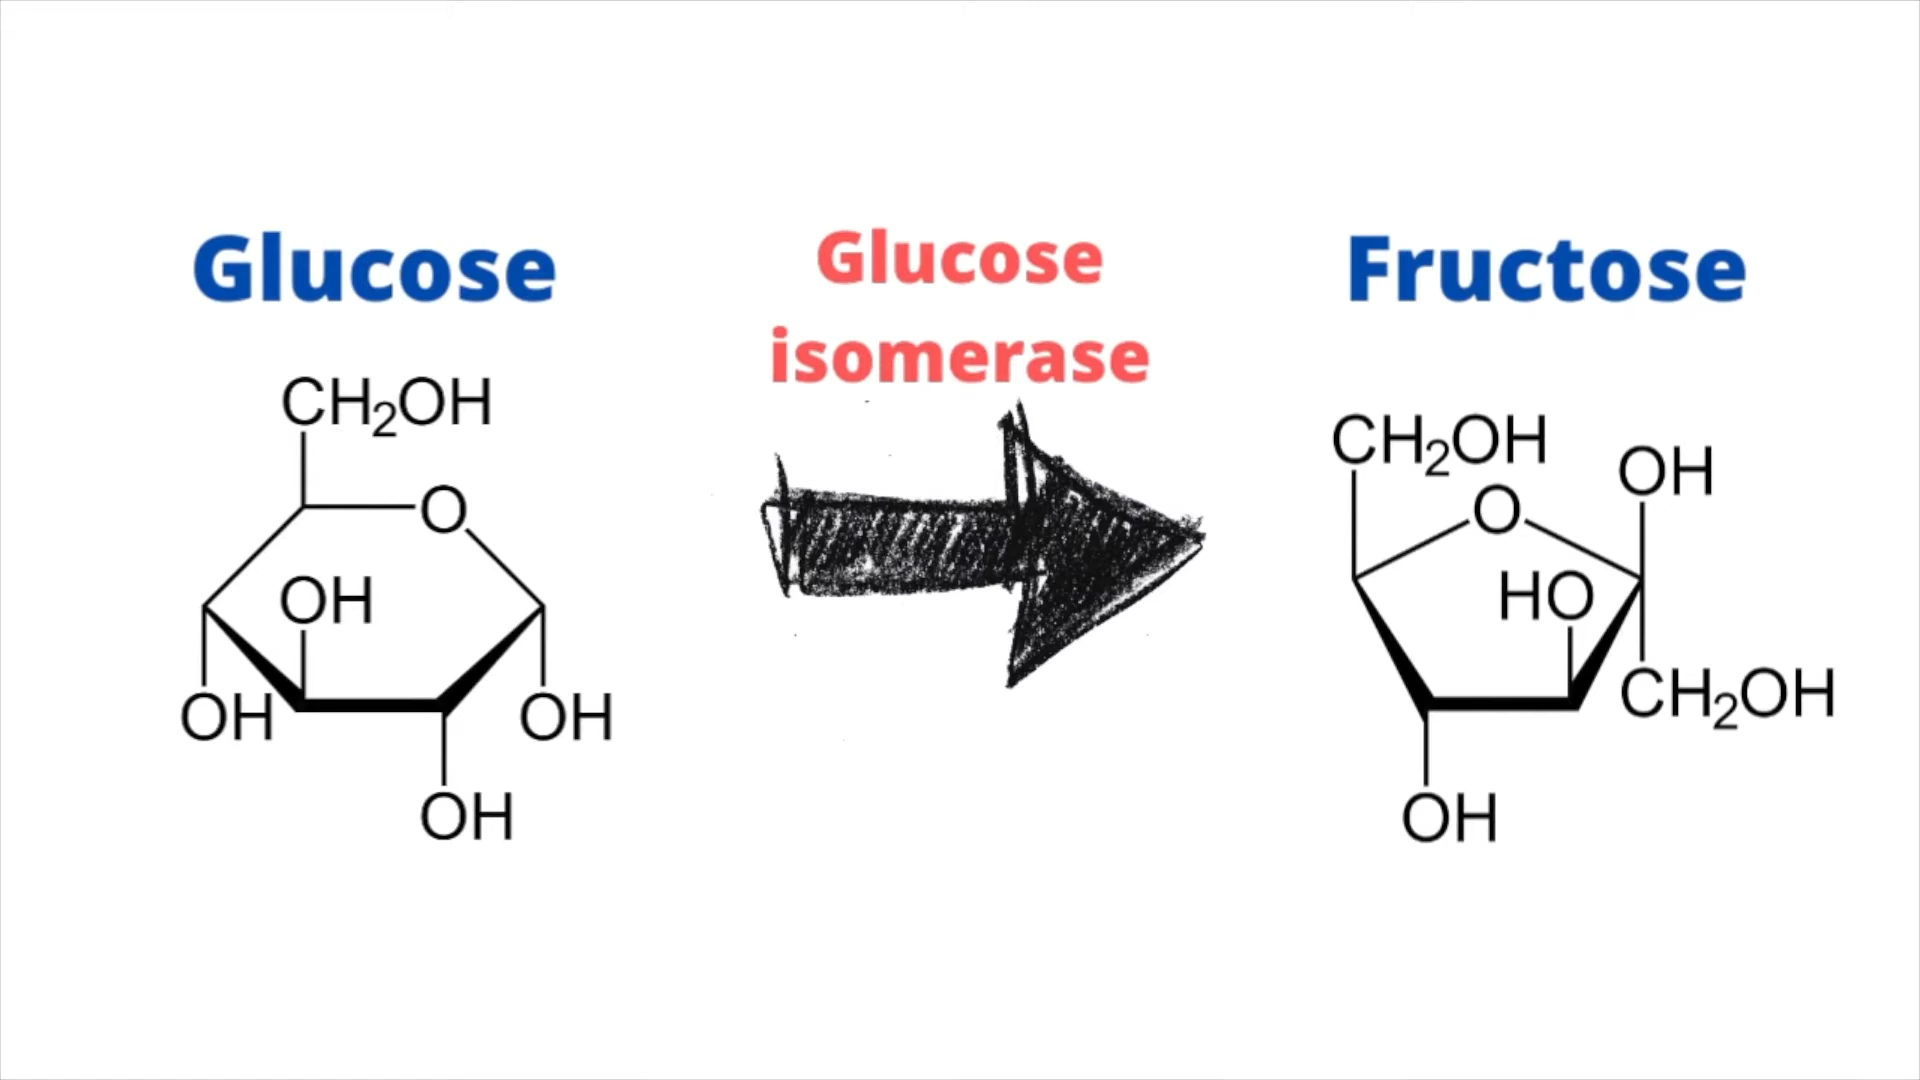 Glucose
Glucose
isomerase
Fructose
CH₂OH
O
OH
OH
OH
OH
CH₂OH
OH
O
HO
CH₂OH
OH